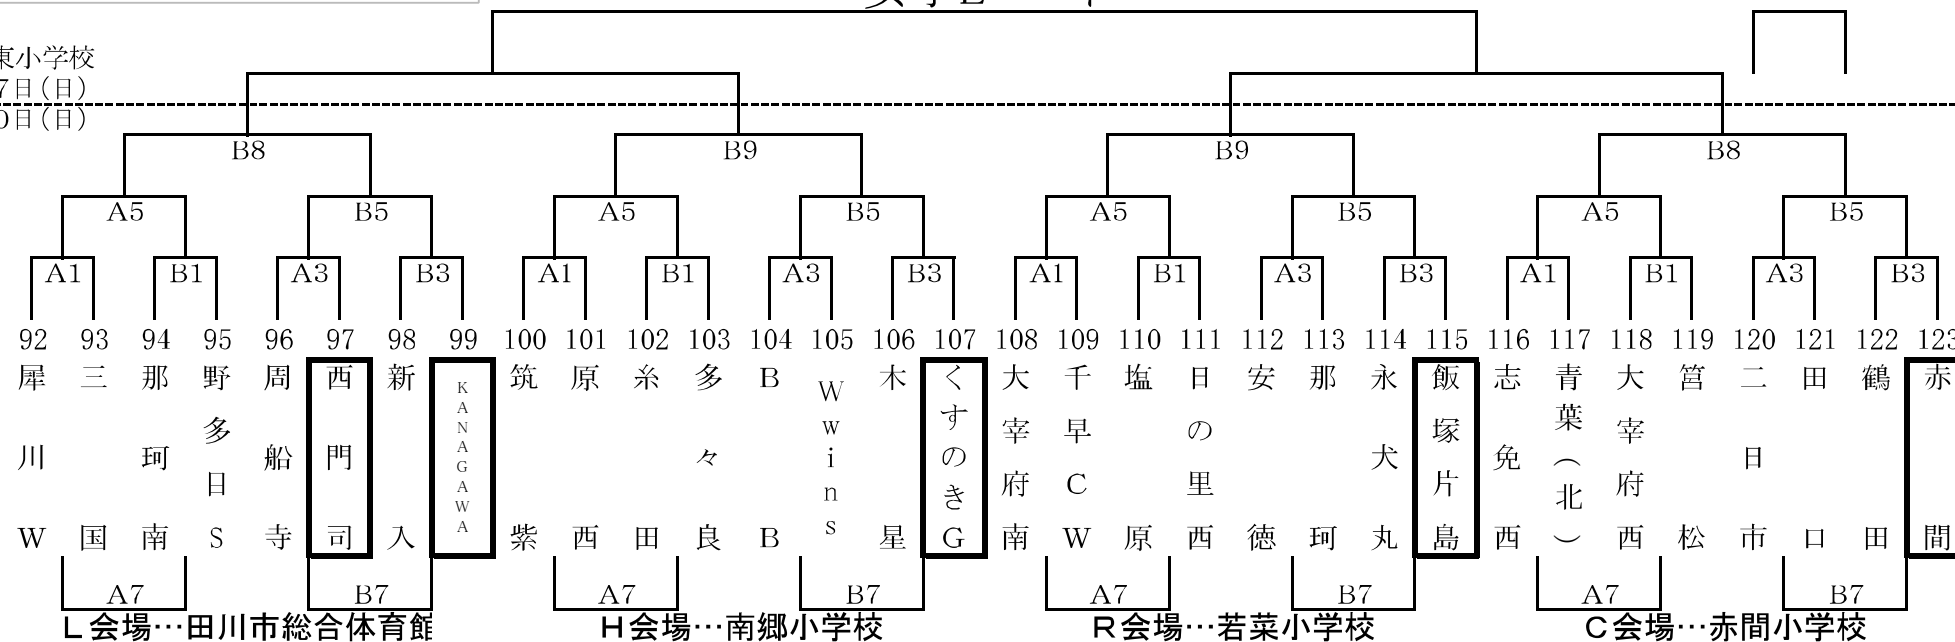 東小学校
7日(日)
0日(日)
B8 B9 B9 B8
A5 B5 A5 B5 A5 B5 A5 B5
A1 B1 A3 B3 A1 B1 A3 B3 A1 B1 A3 B3 A1 B1 A3 B3
92 93 94 95 96 97 98 99 100 101 102 103 104 105 106 107 108 109 110 111 112 113 114 115 116 117 118 119 120 121 122 123
犀川W
三国
那珂南
野多日S
周船寺
西門司
新入
KANAGAWA
筑紫
原西
糸田
多々良
BB
Wwins
木星
くすのきG
大宰府南
千早CW
塩原
日の里西
安徳
那珂
永犬丸
飯塚片島
志免西
青葉(北)
大宰府西
筥松
二日市
田口
鶴田
赤間
A7 B7 A7 B7 A7 B7 A7 B7
L会場…田川市総合体育館
H会場…南郷小学校
R会場…若菜小学校
C会場…赤間小学校